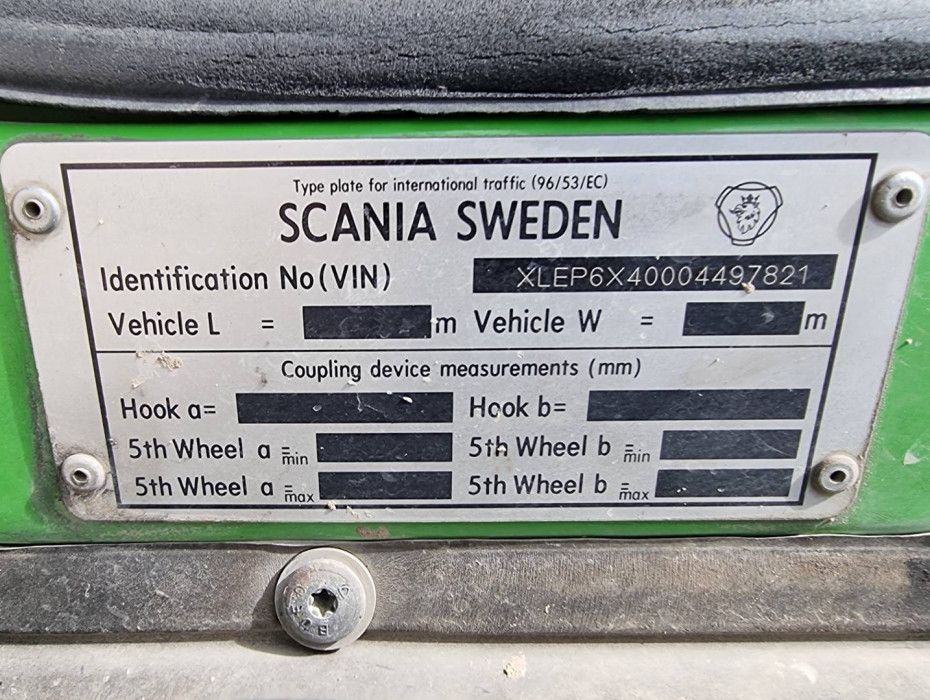 Type plate for international traffic (96/53/EC)
SCANIA SWEDEN
Identification No (VIN) XLEP6X40004497821
Vehicle L = m Vehicle W = m
Coupling device measurements (mm)
Hook a= Hook b=
5th Wheel a = min 5th Wheel b = min
5th Wheel a = max 5th Wheel b = max